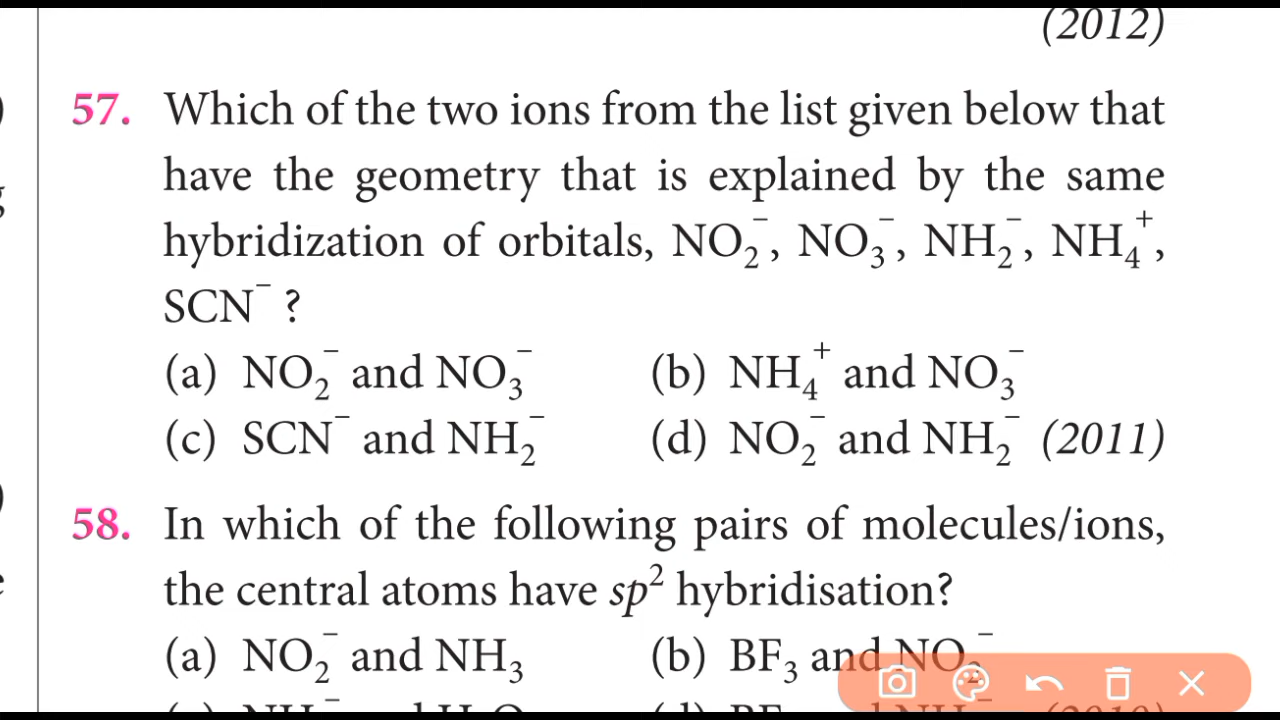 (2012)
57. Which of the two ions from the list given below that
have the geometry that is explained by the same
hybridization of orbitals, NO₂⁻, NO₃⁻, NH₂⁻, NH₄⁺,
SCN⁻ ?
(a) NO₂⁻ and NO₃⁻ (b) NH₄⁺ and NO₃⁻
(c) SCN⁻ and NH₂⁻ (d) NO₂⁻ and NH₂⁻ (2011)
58. In which of the following pairs of molecules/ions,
the central atoms have sp² hybridisation?
(a) NO₂⁻ and NH₃ (b) BF₃ and NO₂⁻